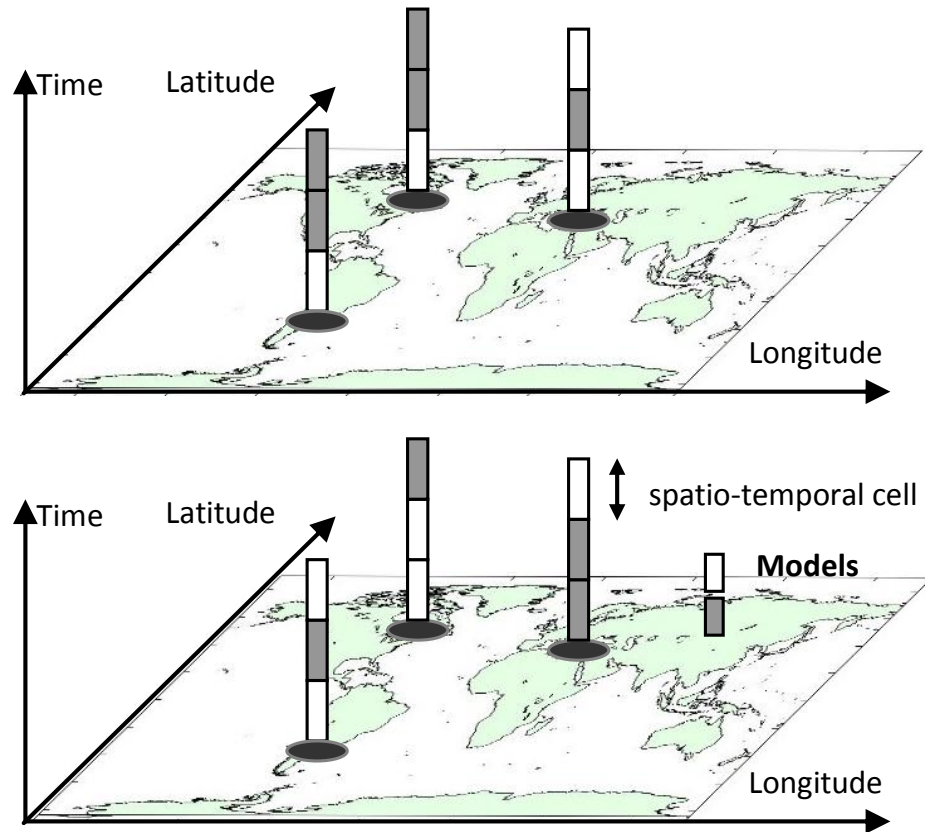 Time
Latitude
Longitude
Time
Latitude
spatio-temporal cell
Models
Longitude